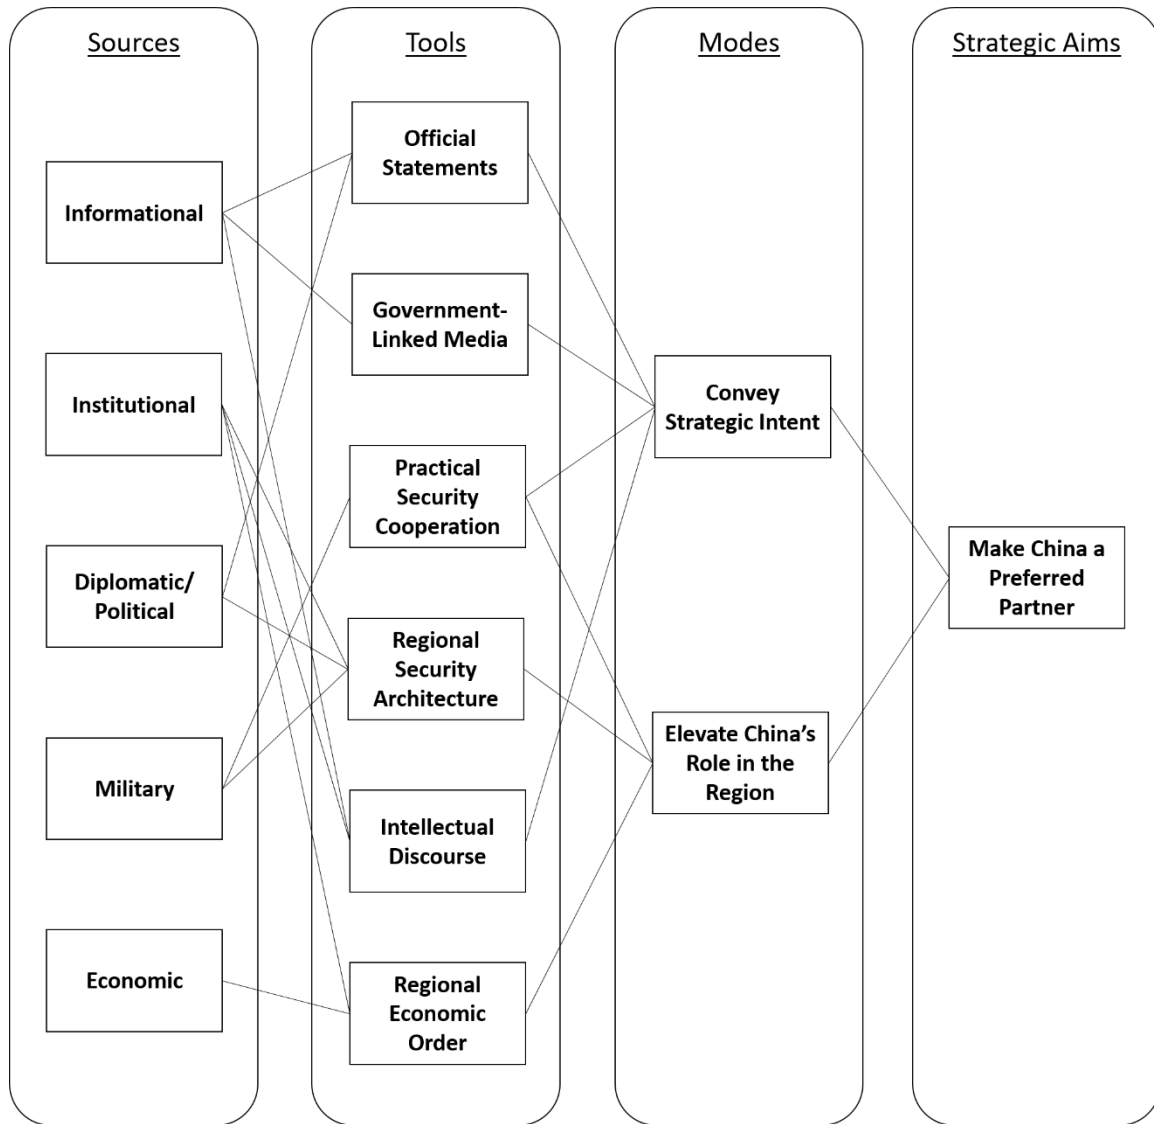 Sources
Informational
Institutional
Diplomatic/
Political
Military
Economic
Tools
Official
Statements
Government-
Linked Media
Practical
Security
Cooperation
Regional
Security
Architecture
Intellectual
Discourse
Regional
Economic
Order
Modes
Convey
Strategic Intent
Elevate China’s
Role in the
Region
Strategic Aims
Make China a
Preferred
Partner